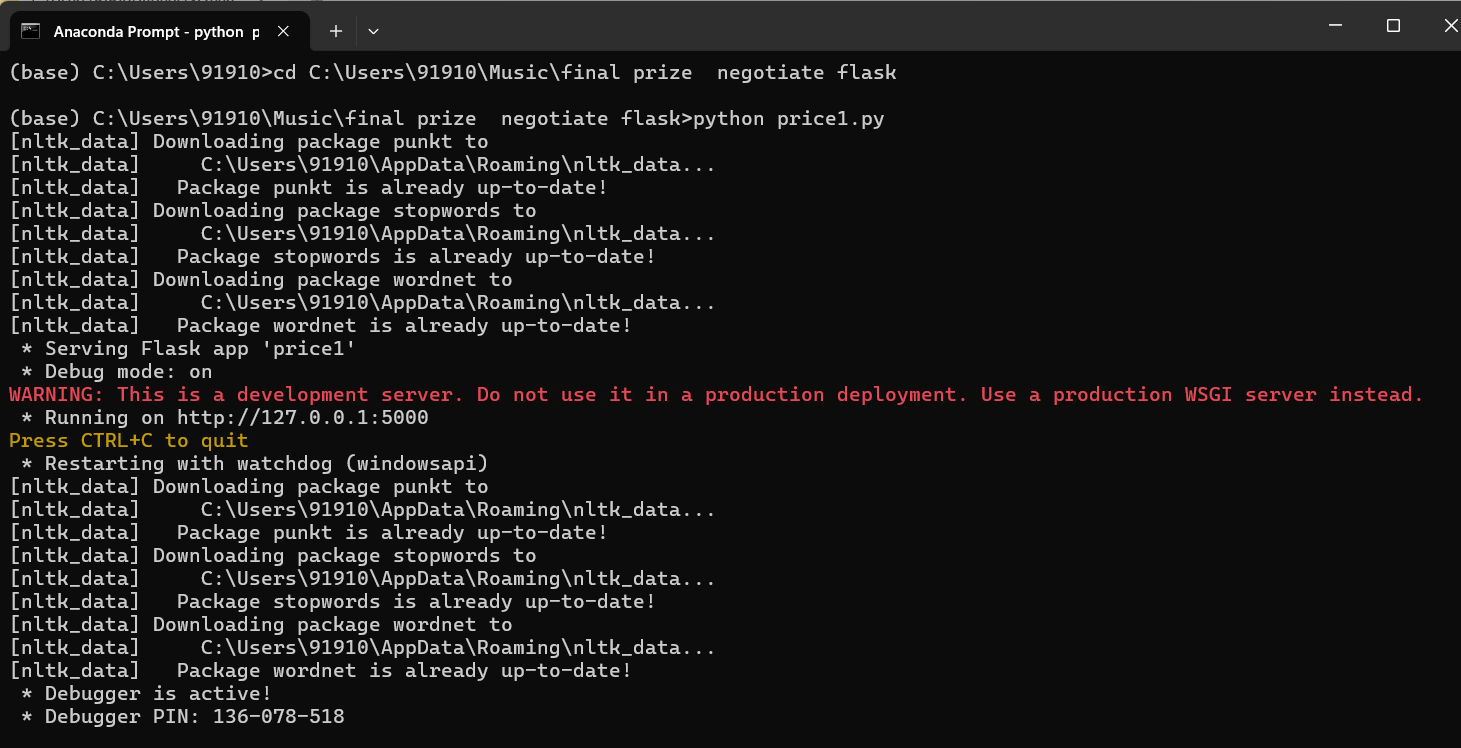 Anaconda Prompt - python p
(base) C:\Users\91910>cd C:\Users\91910\Music\final prize  negotiate flask
(base) C:\Users\91910\Music\final prize  negotiate flask>python price1.py
[nltk_data] Downloading package punkt to
[nltk_data]     C:\Users\91910\AppData\Roaming\nltk_data...
[nltk_data]   Package punkt is already up-to-date!
[nltk_data] Downloading package stopwords to
[nltk_data]     C:\Users\91910\AppData\Roaming\nltk_data...
[nltk_data]   Package stopwords is already up-to-date!
[nltk_data] Downloading package wordnet to
[nltk_data]     C:\Users\91910\AppData\Roaming\nltk_data...
[nltk_data]   Package wordnet is already up-to-date!
 * Serving Flask app 'price1'
 * Debug mode: on
WARNING: This is a development server. Do not use it in a production deployment. Use a production WSGI server instead.
 * Running on http://127.0.0.1:5000
Press CTRL+C to quit
 * Restarting with watchdog (windowsapi)
[nltk_data] Downloading package punkt to
[nltk_data]     C:\Users\91910\AppData\Roaming\nltk_data...
[nltk_data]   Package punkt is already up-to-date!
[nltk_data] Downloading package stopwords to
[nltk_data]     C:\Users\91910\AppData\Roaming\nltk_data...
[nltk_data]   Package stopwords is already up-to-date!
[nltk_data] Downloading package wordnet to
[nltk_data]     C:\Users\91910\AppData\Roaming\nltk_data...
[nltk_data]   Package wordnet is already up-to-date!
 * Debugger is active!
 * Debugger PIN: 136-078-518